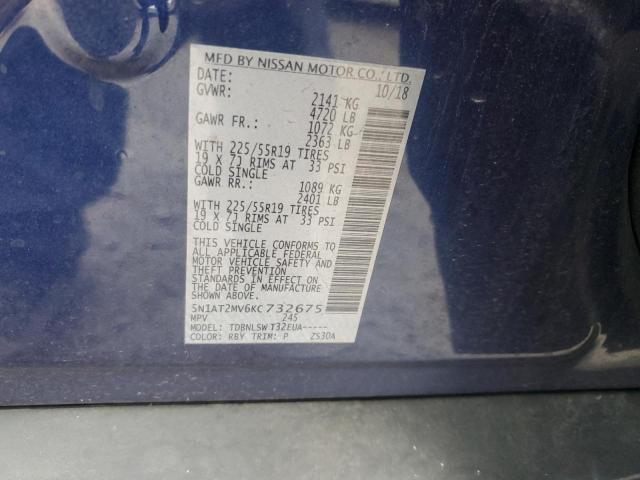 MFD BY NISSAN MOTOR CO., LTD.
DATE: 10/18
GVWR: 2141 KG
4720 LB
GAWR FR.: 1072 KG
2363 LB
WITH 225/55R19 TIRES
19 X 7J RIMS AT 33 PSI
COLD SINGLE
GAWR RR.: 1089 KG
2401 LB
WITH 225/55R19 TIRES
19 X 7J RIMS AT 33 PSI
COLD SINGLE
THIS VEHICLE CONFORMS TO
ALL APPLICABLE FEDERAL
MOTOR VEHICLE SAFETY AND
THEFT PREVENTION
STANDARDS IN EFFECT ON
THE DATE OF MANUFACTURE
SHOWN ABOVE.
5N1AT2MV6KC732675
MPV 245
MODEL: TDBNLSWT32EUA-----
COLOR: RBY TRIM: P ZS30A